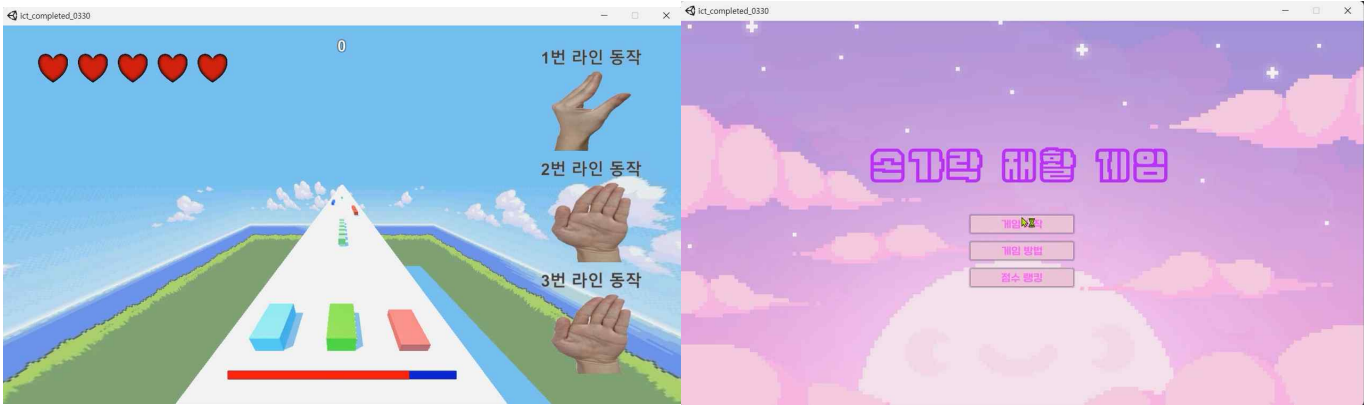 ict_completed_0330
0
1번 라인 동작
2번 라인 동작
3번 라인 동작
ict_completed_0330
손가락 재활 게임
게임 방법
점수 랭킹